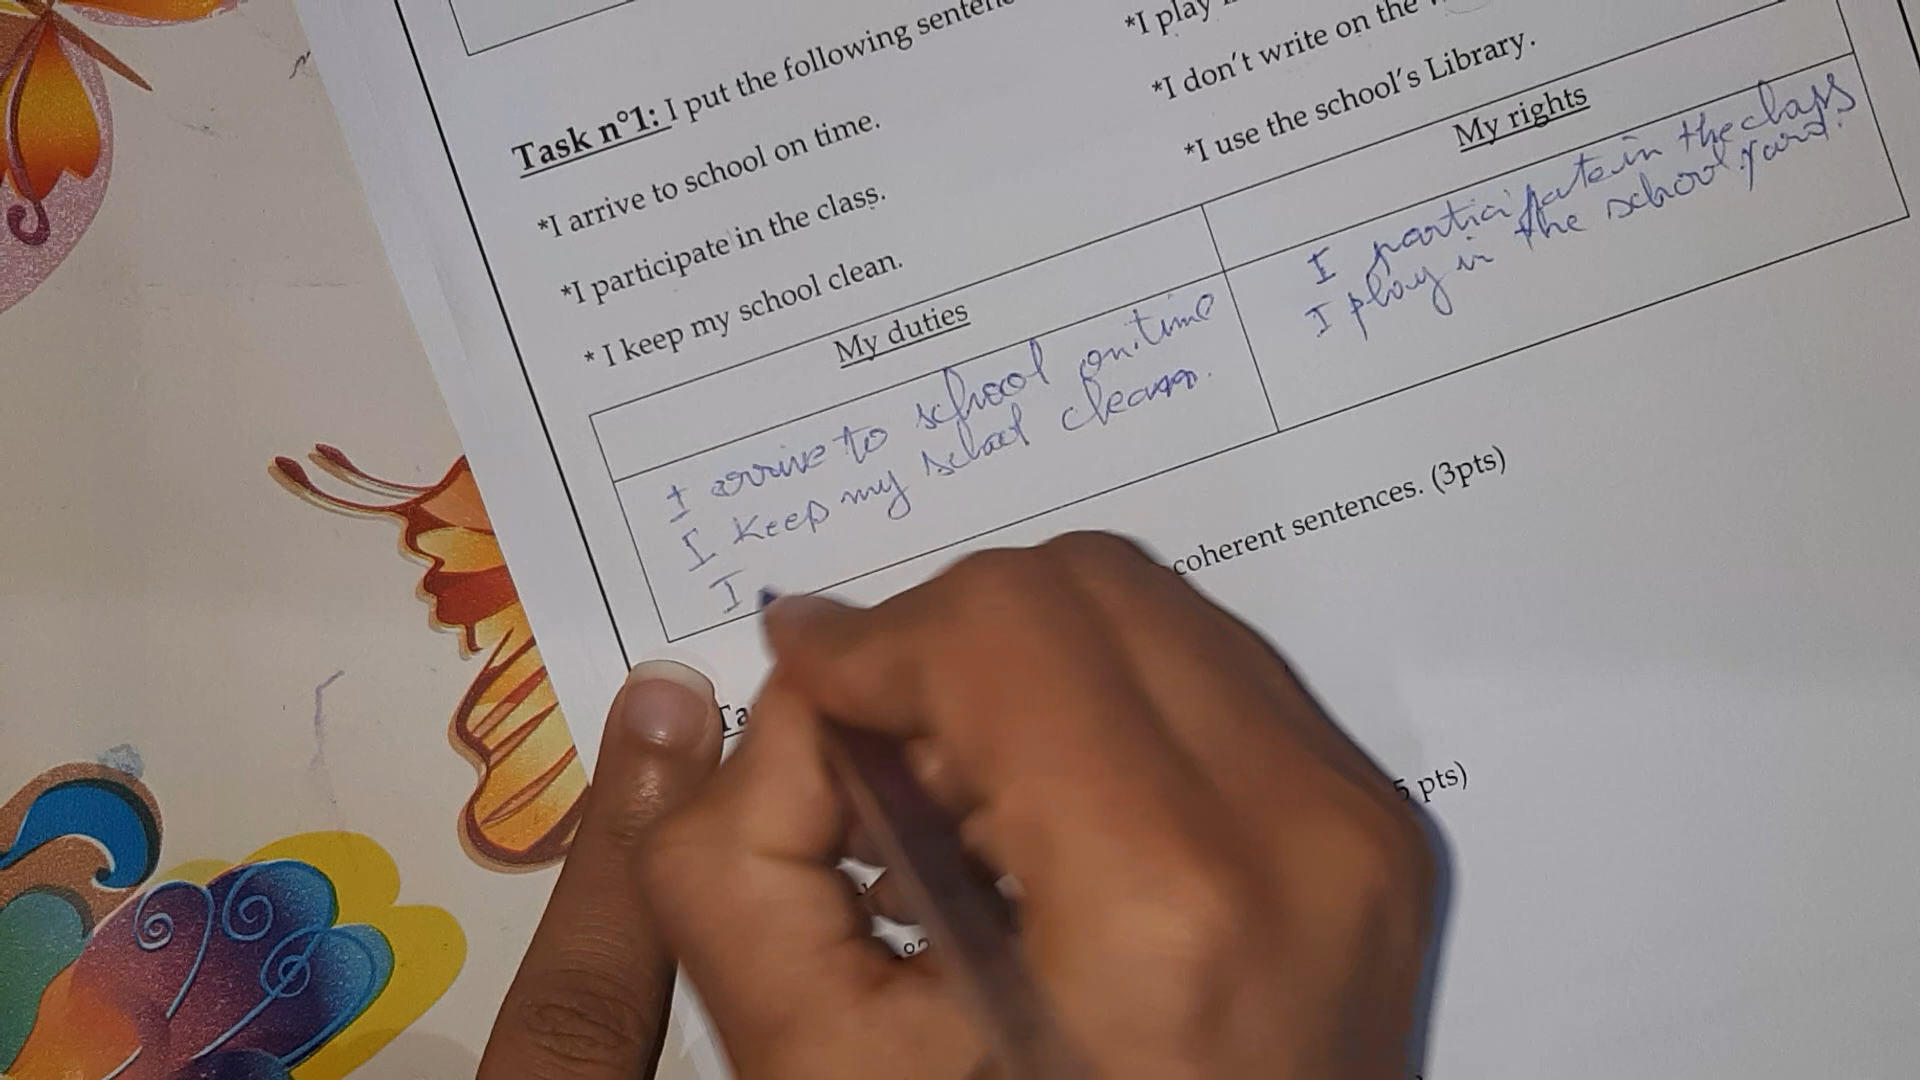 Task n°1: I put the following sentenc
*I arrive to school on time.
*I participate in the class.
* I keep my school clean.
*I play
*I don't write on the
*I use the school's Library.
My duties
My rights
I arrive to school on time
I keep my school clean.
I
I participate in the class
I play in the school yard.
coherent sentences. (3pts)
Ta
5 pts)